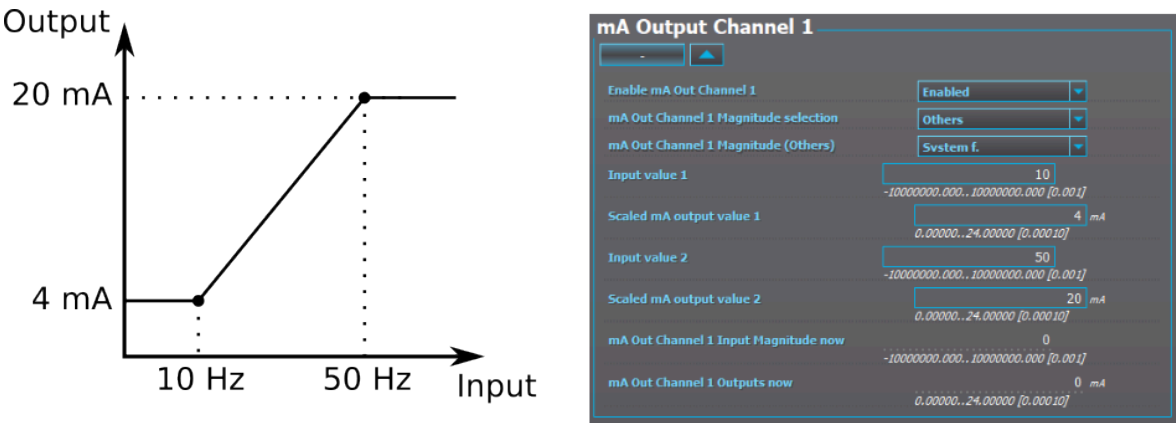 Output
20 mA
4 mA
10 Hz 50 Hz Input
mA Output Channel 1
-
Enable mA Out Channel 1 Enabled
mA Out Channel 1 Magnitude selection Others
mA Out Channel 1 Magnitude (Others) System f.
Input value 1 10
-10000000.000..10000000.000 [0.001]
Scaled mA output value 1 4 mA
0.00000..24.00000 [0.00010]
Input value 2 50
-10000000.000..10000000.000 [0.001]
Scaled mA output value 2 20 mA
0.00000..24.00000 [0.00010]
mA Out Channel 1 Input Magnitude now 0
-10000000.000..10000000.000 [0.001]
mA Out Channel 1 Outputs now 0 mA
0.00000..24.00000 [0.00010]